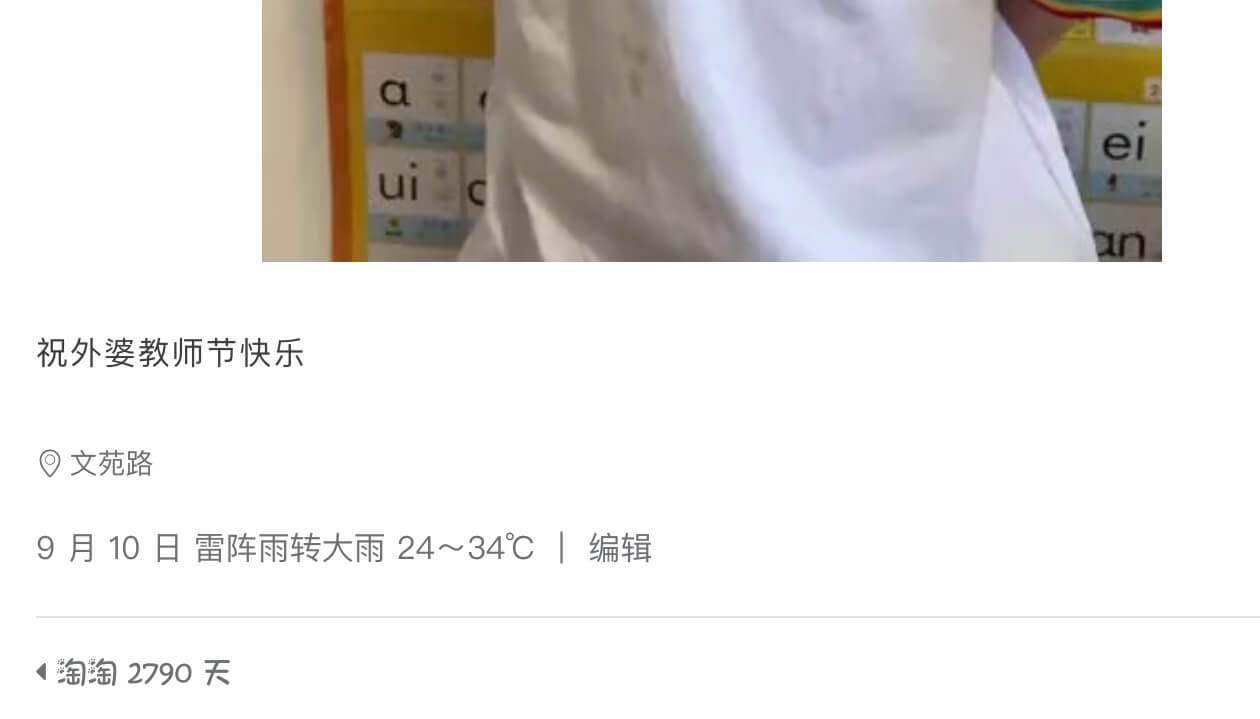 a
ui
ei
an
祝外婆教师节快乐
文苑路
9 月 10 日 雷阵雨转大雨 24～34℃ | 编辑
淘淘 2790 天